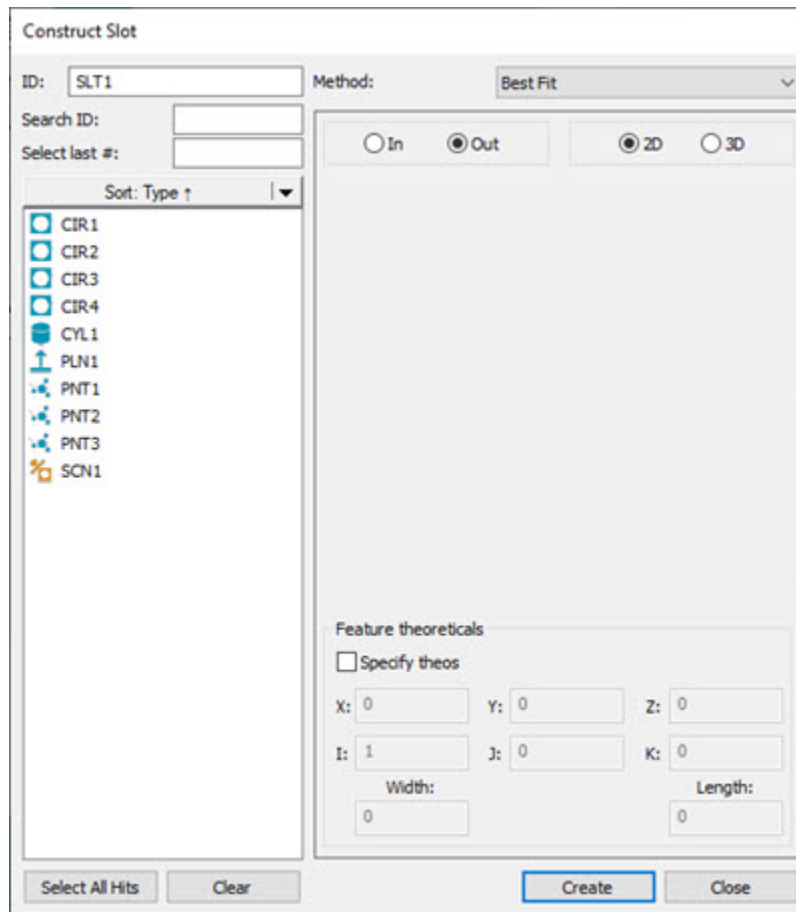 Construct Slot
ID: SLT1 Method: Best Fit
Search ID:
Select last #:
In Out 2D 3D
Sort: Type ↑
CIR1
CIR2
CIR3
CIR4
CYL1
PLN1
PNT1
PNT2
PNT3
SCN1
Feature theoreticals
Specify theos
X: 0 Y: 0 Z: 0
I: 1 J: 0 K: 0
Width: Length:
0 0
Select All Hits Clear Create Close